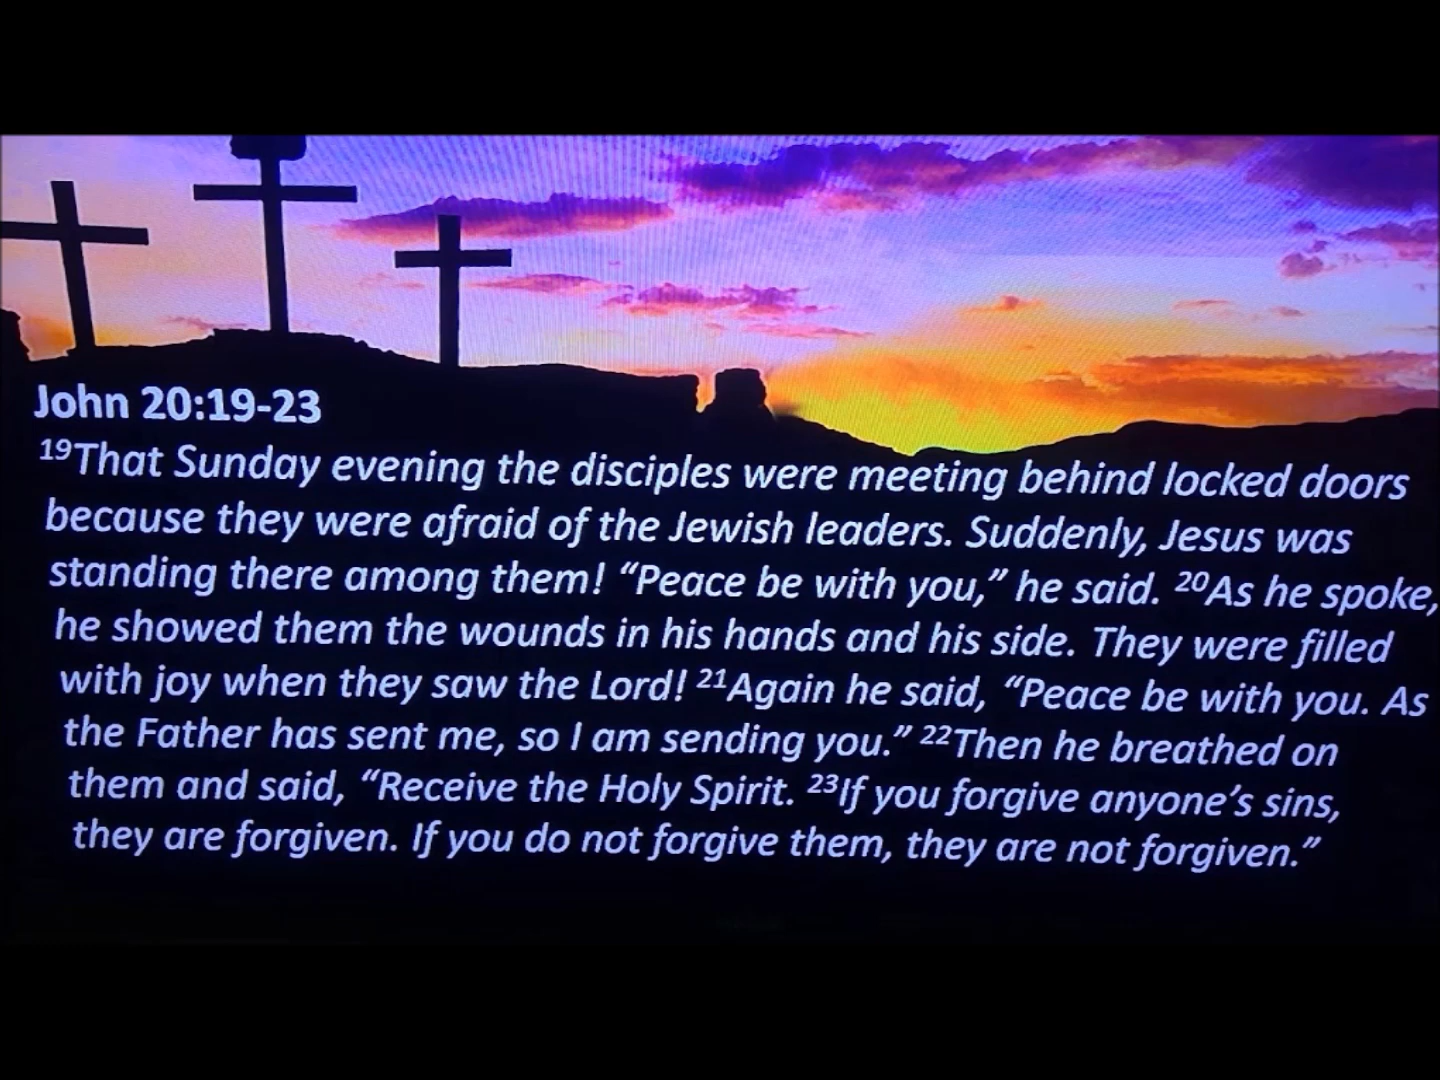 John 20:19-23
¹⁹That Sunday evening the disciples were meeting behind locked doors
because they were afraid of the Jewish leaders. Suddenly, Jesus was
standing there among them! “Peace be with you,” he said. ²⁰As he spoke,
he showed them the wounds in his hands and his side. They were filled
with joy when they saw the Lord! ²¹Again he said, “Peace be with you. As
the Father has sent me, so I am sending you.” ²²Then he breathed on
them and said, “Receive the Holy Spirit. ²³If you forgive anyone’s sins,
they are forgiven. If you do not forgive them, they are not forgiven.”